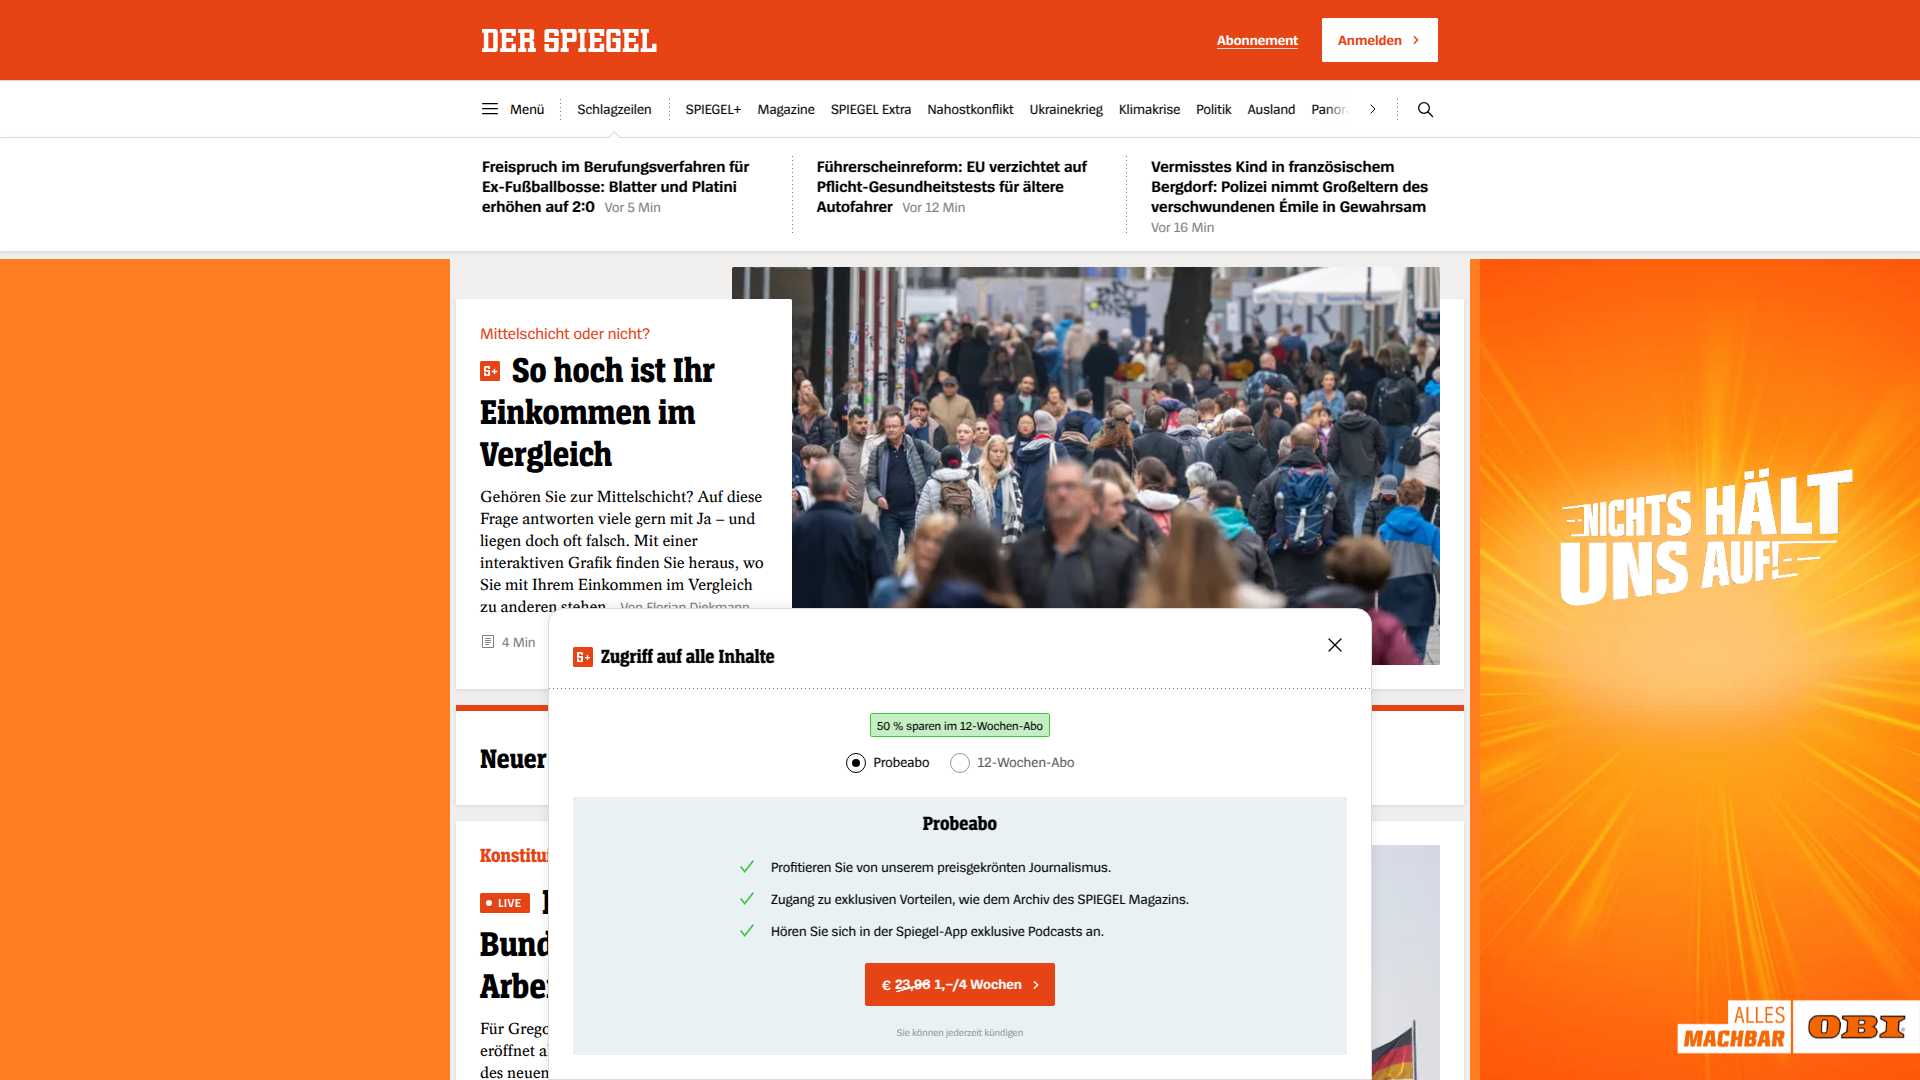 DER SPIEGEL
Abonnement
Anmelden
Menü
Schlagzeilen
SPIEGEL+
Magazine
SPIEGEL Extra
Nahostkonflikt
Ukrainekrieg
Klimakrise
Politik
Ausland
Freispruch im Berufungsverfahren für
Ex-Fußballbosse: Blatter und Platini
erhöhen auf 2:0 Vor 5 Min
Führerscheinreform: EU verzichtet auf
Pflicht-Gesundheitstests für ältere
Autofahrer Vor 12 Min
Vermisstes Kind in französischem
Bergdorf: Polizei nimmt Großeltern des
verschwundenen Émile in Gewahrsam
Vor 16 Min
Mittelschicht oder nicht?
S+ So hoch ist Ihr
Einkommen im
Vergleich
Gehören Sie zur Mittelschicht? Auf diese
Frage antworten viele gern mit Ja – und
liegen doch oft falsch. Mit einer
interaktiven Grafik finden Sie heraus, wo
Sie mit Ihrem Einkommen im Vergleich
zu anderen stehen. Von Florian Diekmann
4 Min
S+ Zugriff auf alle Inhalte
50 % sparen im 12-Wochen-Abo
Probeabo
12-Wochen-Abo
Probeabo
Profitieren Sie von unserem preisgekrönten Journalismus.
Zugang zu exklusiven Vorteilen, wie dem Archiv des SPIEGEL Magazins.
Hören Sie sich in der Spiegel-App exklusive Podcasts an.
€ 23,96 1,–/4 Wochen
Sie können jederzeit kündigen
Neuer
Konstitu
LIVE
Bund
Arbe
Für Grego
eröffnet a
des neuen
NICHTS HÄLT
UNS AUF!
ALLES
MACHBAR
OBI